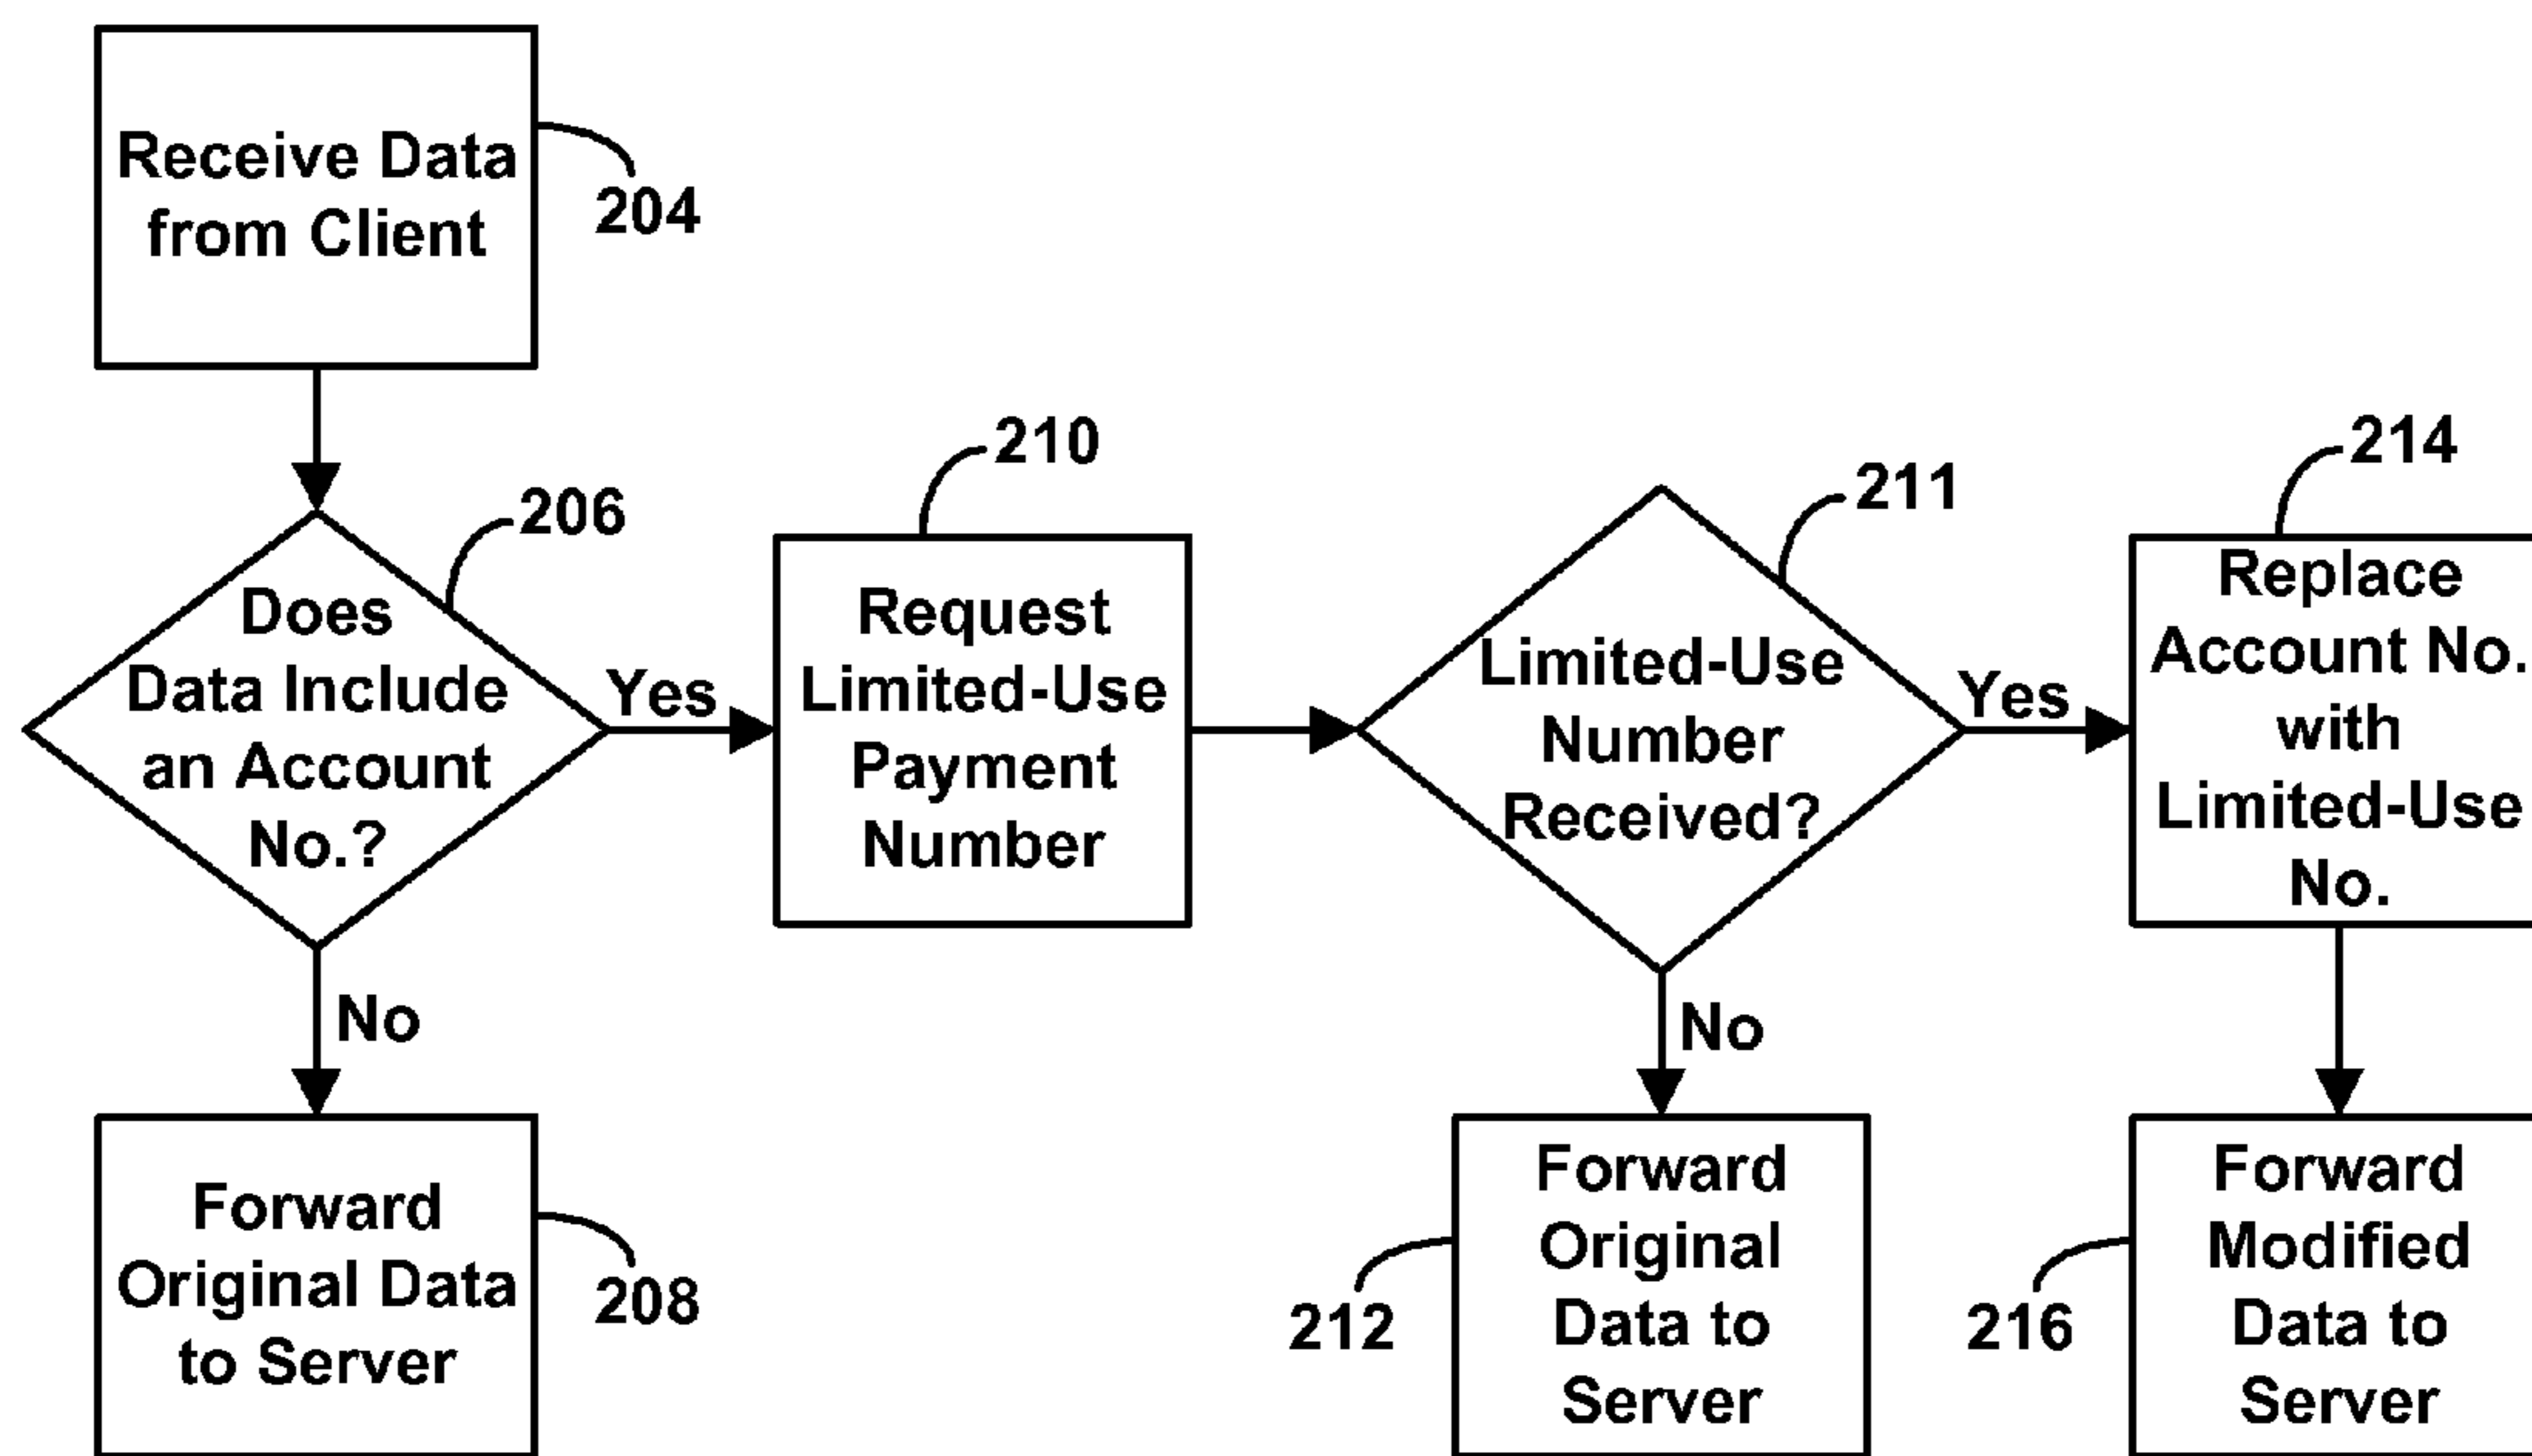 Receive Data
from Client
204
206
Does
Data Include
an Account
No.?
Yes
No
Forward
Original Data
to Server
208
210
Request
Limited-Use
Payment
Number
211
Limited-Use
Number
Received?
Yes
No
Forward
Original
Data to
Server
212
214
Replace
Account No.
with
Limited-Use
No.
Forward
Modified
Data to
Server
216